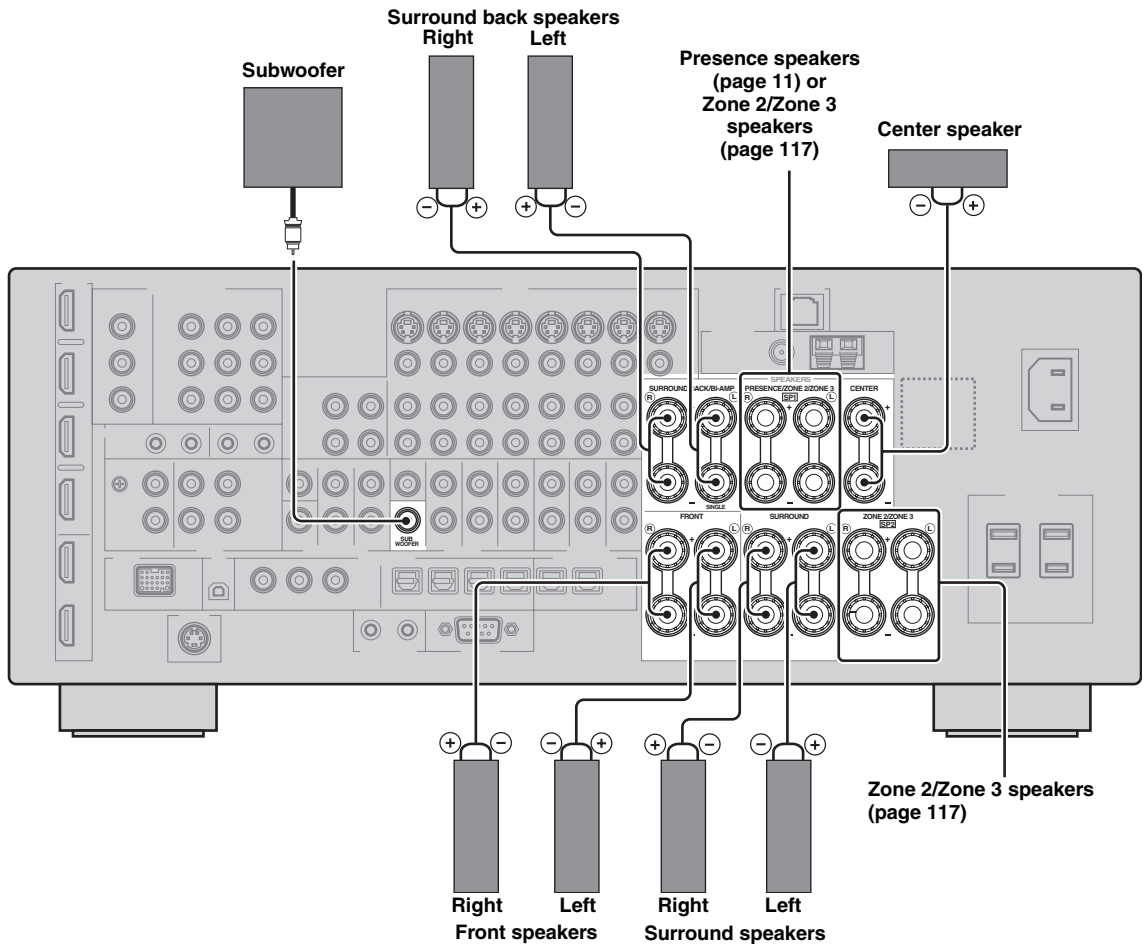 Surround back speakers
Right Left
Subwoofer
Presence speakers
(page 11) or
Zone 2/Zone 3
speakers
(page 117)
Center speaker
− + + − − +
SPEAKERS
SURROUND BACK/BI-AMP PRESENCE/ZONE 2/ZONE 3 CENTER
R L R SP1 L
+ +
− − −
SINGLE
FRONT SURROUND ZONE 2/ZONE 3
R L R L R SP2 L
+ + +
SUB
WOOFER
− − −
+ − − + + − − +
Zone 2/Zone 3 speakers
(page 117)
Right Left Right Left
Front speakers Surround speakers